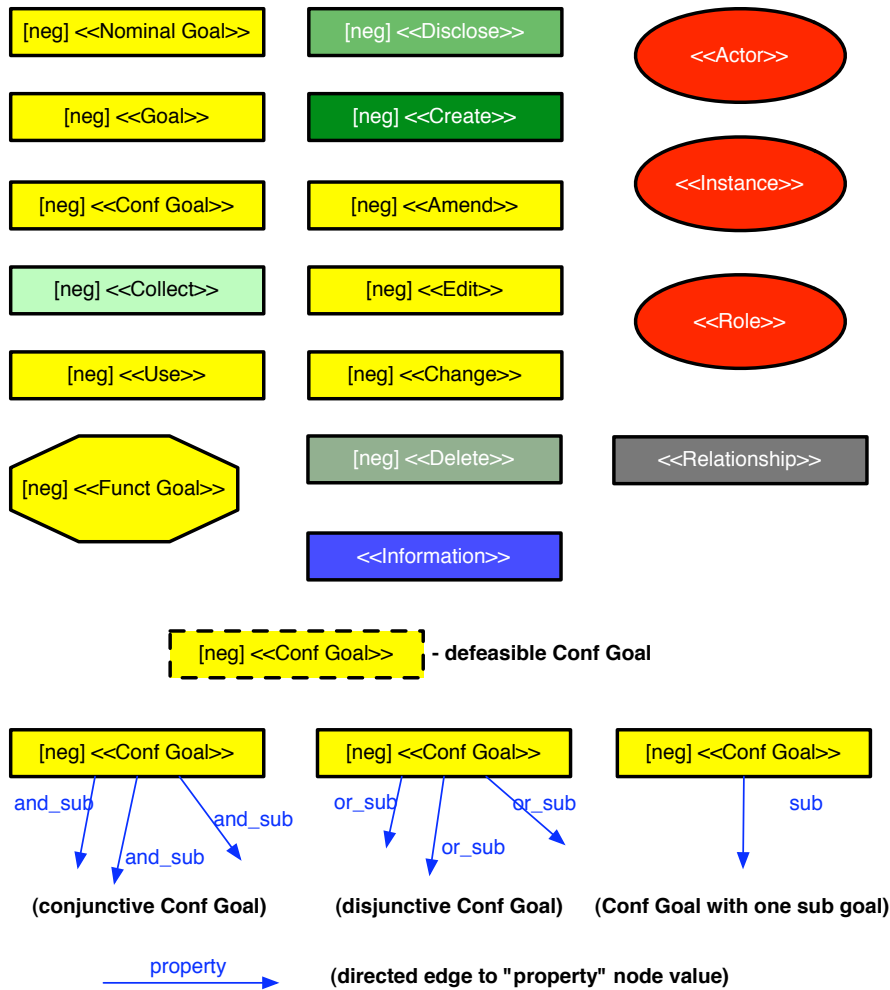 [neg] <<Nominal Goal>>
[neg] <<Disclose>>
<<Actor>>
[neg] <<Goal>>
[neg] <<Create>>
<<Instance>>
[neg] <<Conf Goal>>
[neg] <<Amend>>
[neg] <<Collect>>
[neg] <<Edit>>
<<Role>>
[neg] <<Use>>
[neg] <<Change>>
[neg] <<Funct Goal>>
[neg] <<Delete>>
<<Relationship>>
<<Information>>
[neg] <<Conf Goal>> - defeasible Conf Goal
[neg] <<Conf Goal>>
and_sub
and_sub
and_sub
(conjunctive Conf Goal)
[neg] <<Conf Goal>>
or_sub
or_sub
or_sub
(disjunctive Conf Goal)
[neg] <<Conf Goal>>
sub
(Conf Goal with one sub goal)
property
(directed edge to "property" node value)